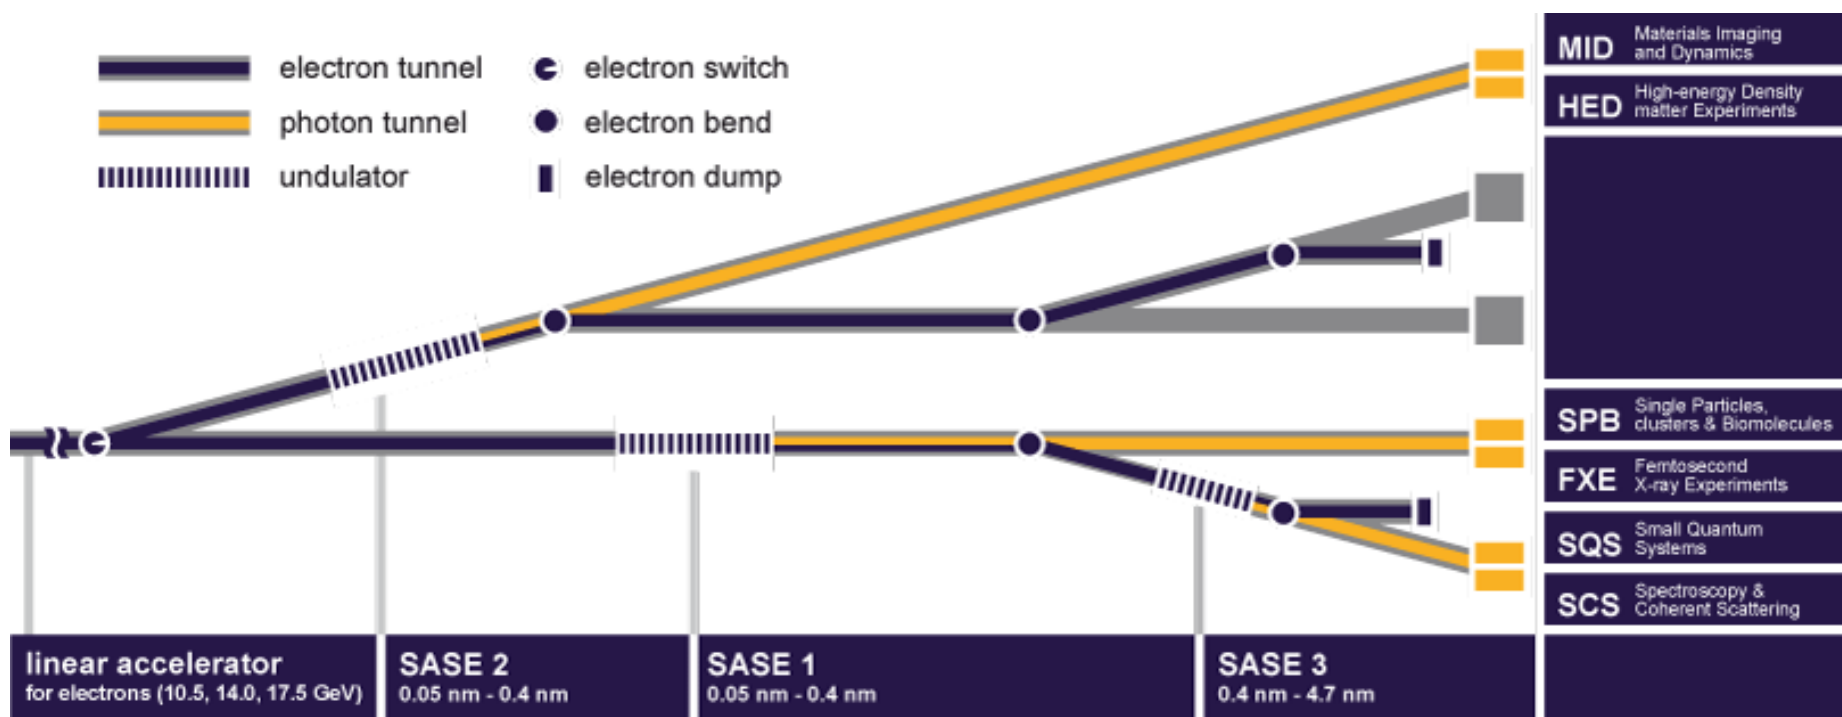 electron tunnel
electron switch
photon tunnel
electron bend
undulator
electron dump
MID Materials Imaging
and Dynamics
HED High-energy Density
matter Experiments
SPB Single Particles,
clusters & Biomolecules
FXE Femtosecond
X-ray Experiments
SQS Small Quantum
Systems
SCS Spectroscopy &
Coherent Scattering
linear accelerator
for electrons (10.5, 14.0, 17.5 GeV)
SASE 2
0.05 nm - 0.4 nm
SASE 1
0.05 nm - 0.4 nm
SASE 3
0.4 nm - 4.7 nm